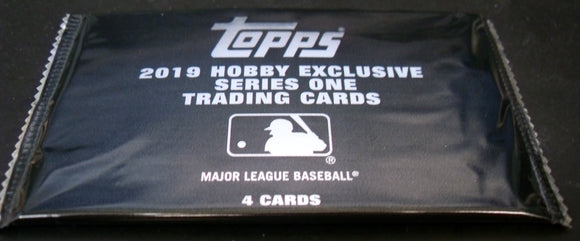 Topps
2019 HOBBY EXCLUSIVE
SERIES ONE
TRADING CARDS
®
MAJOR LEAGUE BASEBALL®
4 CARDS